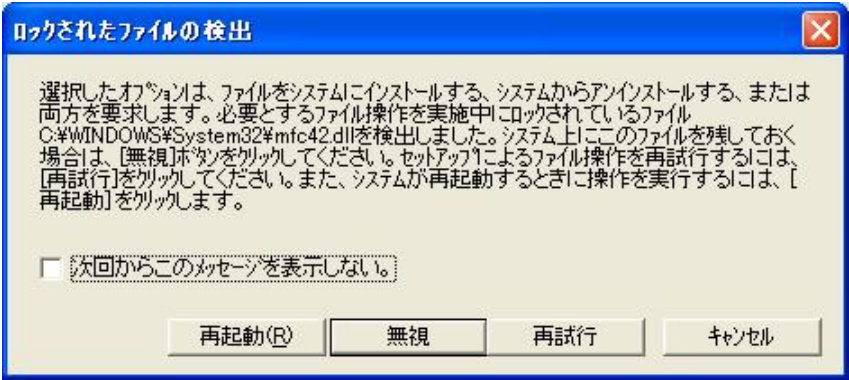 ロックされたファイルの検出
選択したオプションは、ファイルをシステムにインストールする、システムからアンインストールする、または
両方を要求します。必要とするファイル操作を実施中にロックされているファイル
C:¥WINDOWS¥System32¥mfc42.dllを検出しました。システム上にこのファイルを残しておく
場合は、[無視]ボタンをクリックしてください。セットアップによるファイル操作を再試行するには、
[再試行]をクリックしてください。また、システムが再起動するときに操作を実行するには、[
再起動]をクリックします。
次回からこのメッセージを表示しない。
再起動(R)
無視
再試行
キャンセル